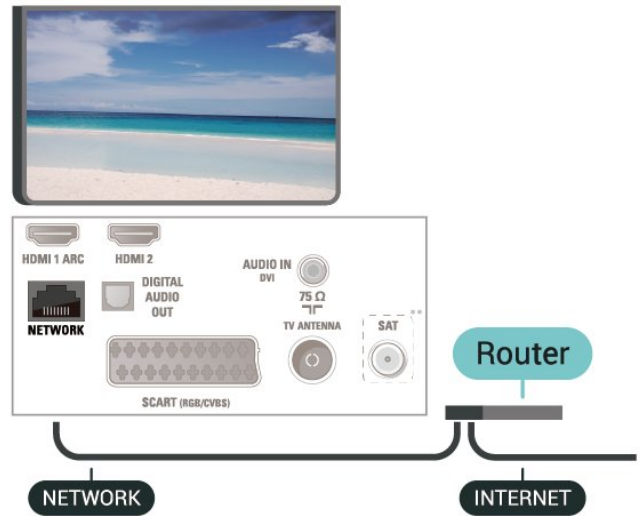 HDMI 1 ARC
HDMI 2
NETWORK
DIGITAL
AUDIO
OUT
AUDIO IN
DVI
75 Ω
TV ANTENNA
SAT
**
SCART (RGB/CVBS)
Router
NETWORK
INTERNET